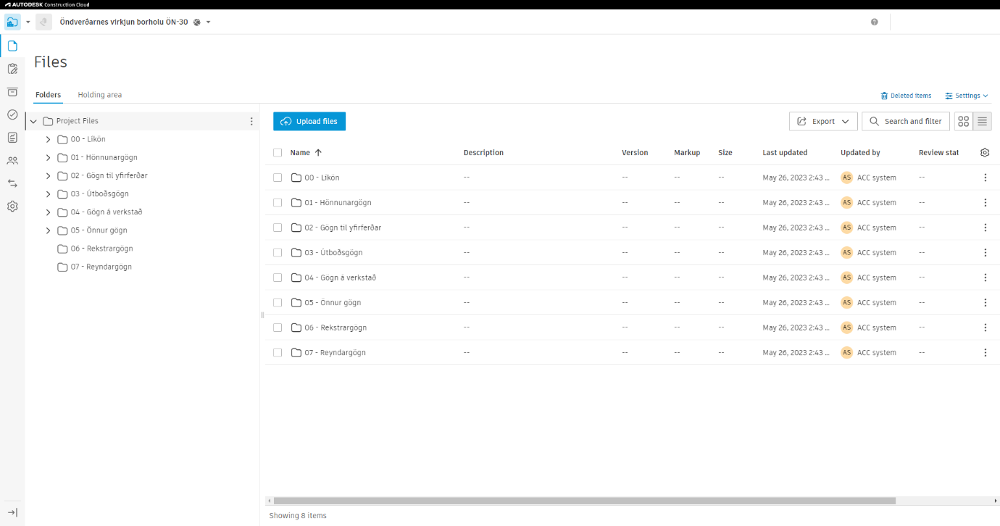 AUTODESK Construction Cloud
Öndverðarnes virkjun borholu ÖN-30
Files
Folders Holding area
Deleted items Settings
Project Files
00 - Líkön
01 - Hönnunargögn
02 - Gögn til yfirferðar
03 - Útboðsgögn
04 - Gögn á verkstað
05 - Önnur gögn
06 - Rekstrargögn
07 - Reyndargögn
Upload files Export Search and filter
Name Description Version Markup Size Last updated Updated by Review stat
00 - Líkön -- -- -- -- May 26, 2023 2:43 ... AS ACC system --
01 - Hönnunargögn -- -- -- -- May 26, 2023 2:43 ... AS ACC system --
02 - Gögn til yfirferðar -- -- -- -- May 26, 2023 2:43 ... AS ACC system --
03 - Útboðsgögn -- -- -- -- May 26, 2023 2:43 ... AS ACC system --
04 - Gögn á verkstað -- -- -- -- May 26, 2023 2:43 ... AS ACC system --
05 - Önnur gögn -- -- -- -- May 26, 2023 2:43 ... AS ACC system --
06 - Rekstrargögn -- -- -- -- May 26, 2023 2:43 ... AS ACC system --
07 - Reyndargögn -- -- -- -- May 26, 2023 2:43 ... AS ACC system --
Showing 8 items